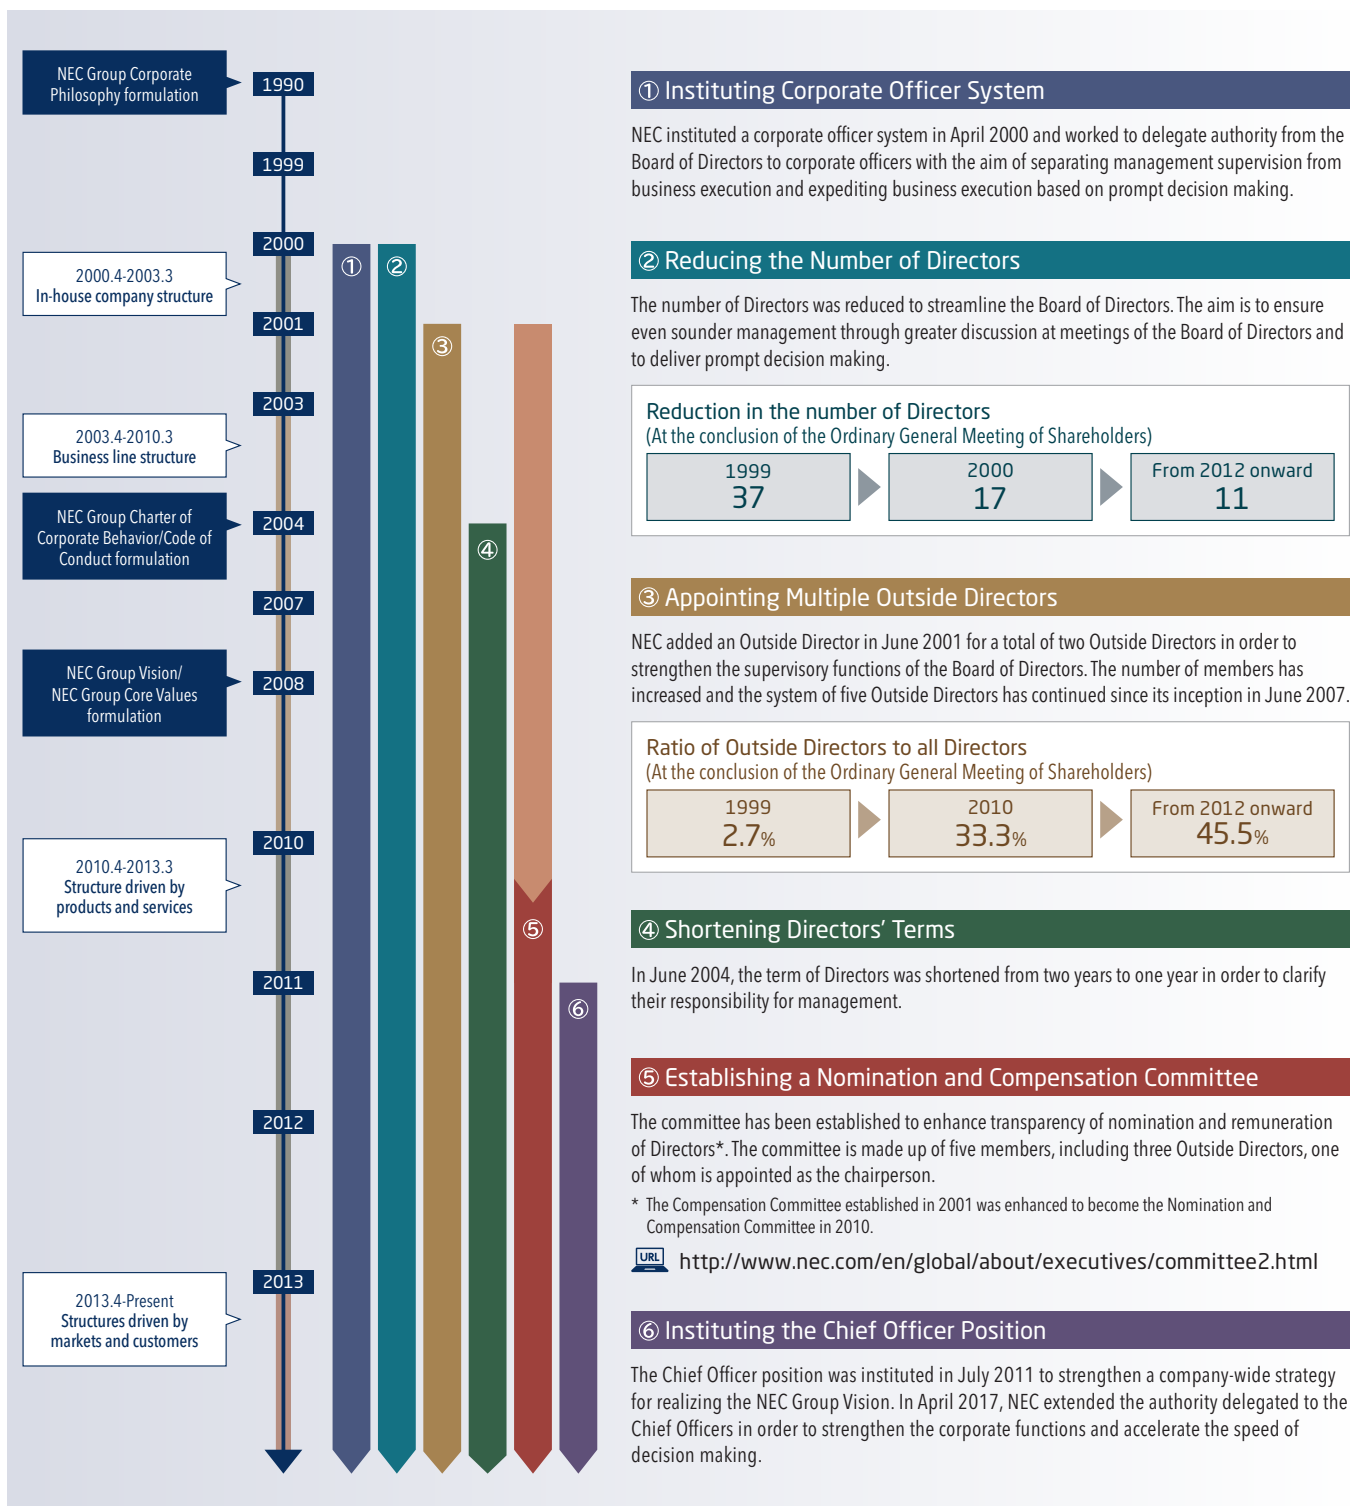 NEC Group Corporate
Philosophy formulation
1990
1999
2000
2000.4-2003.3
In-house company structure
2001
2003
2003.4-2010.3
Business line structure
NEC Group Charter of
Corporate Behavior/Code of
Conduct formulation
2004
2007
NEC Group Vision/
NEC Group Core Values
formulation
2008
2010
2010.4-2013.3
Structure driven by
products and services
2011
2012
2013
2013.4-Present
Structures driven by
markets and customers
①
②
③
④
⑤
⑥
① Instituting Corporate Officer System
NEC instituted a corporate officer system in April 2000 and worked to delegate authority from the
Board of Directors to corporate officers with the aim of separating management supervision from
business execution and expediting business execution based on prompt decision making.
② Reducing the Number of Directors
The number of Directors was reduced to streamline the Board of Directors. The aim is to ensure
even sounder management through greater discussion at meetings of the Board of Directors and
to deliver prompt decision making.
Reduction in the number of Directors
(At the conclusion of the Ordinary General Meeting of Shareholders)
1999
37
2000
17
From 2012 onward
11
③ Appointing Multiple Outside Directors
NEC added an Outside Director in June 2001 for a total of two Outside Directors in order to
strengthen the supervisory functions of the Board of Directors. The number of members has
increased and the system of five Outside Directors has continued since its inception in June 2007.
Ratio of Outside Directors to all Directors
(At the conclusion of the Ordinary General Meeting of Shareholders)
1999
2.7%
2010
33.3%
From 2012 onward
45.5%
④ Shortening Directors' Terms
In June 2004, the term of Directors was shortened from two years to one year in order to clarify
their responsibility for management.
⑤ Establishing a Nomination and Compensation Committee
The committee has been established to enhance transparency of nomination and remuneration
of Directors*. The committee is made up of five members, including three Outside Directors, one
of whom is appointed as the chairperson.
* The Compensation Committee established in 2001 was enhanced to become the Nomination and
Compensation Committee in 2010.
URL http://www.nec.com/en/global/about/executives/committee2.html
⑥ Instituting the Chief Officer Position
The Chief Officer position was instituted in July 2011 to strengthen a company-wide strategy
for realizing the NEC Group Vision. In April 2017, NEC extended the authority delegated to the
Chief Officers in order to strengthen the corporate functions and accelerate the speed of
decision making.